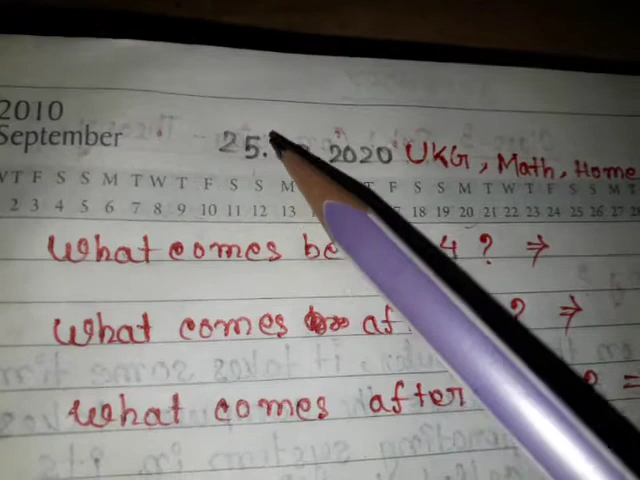 2010
September
25. 2020 UKG, Math, Home
W T F S S M T W T F S S M T F S S M T W T F S S M T
2 3 4 5 6 7 8 9 10 11 12 13 17 18 19 20 21 22 23 24 25 26 27 28
What comes be 4 ? ⇒
What comes af ? ⇒
What comes after ? =